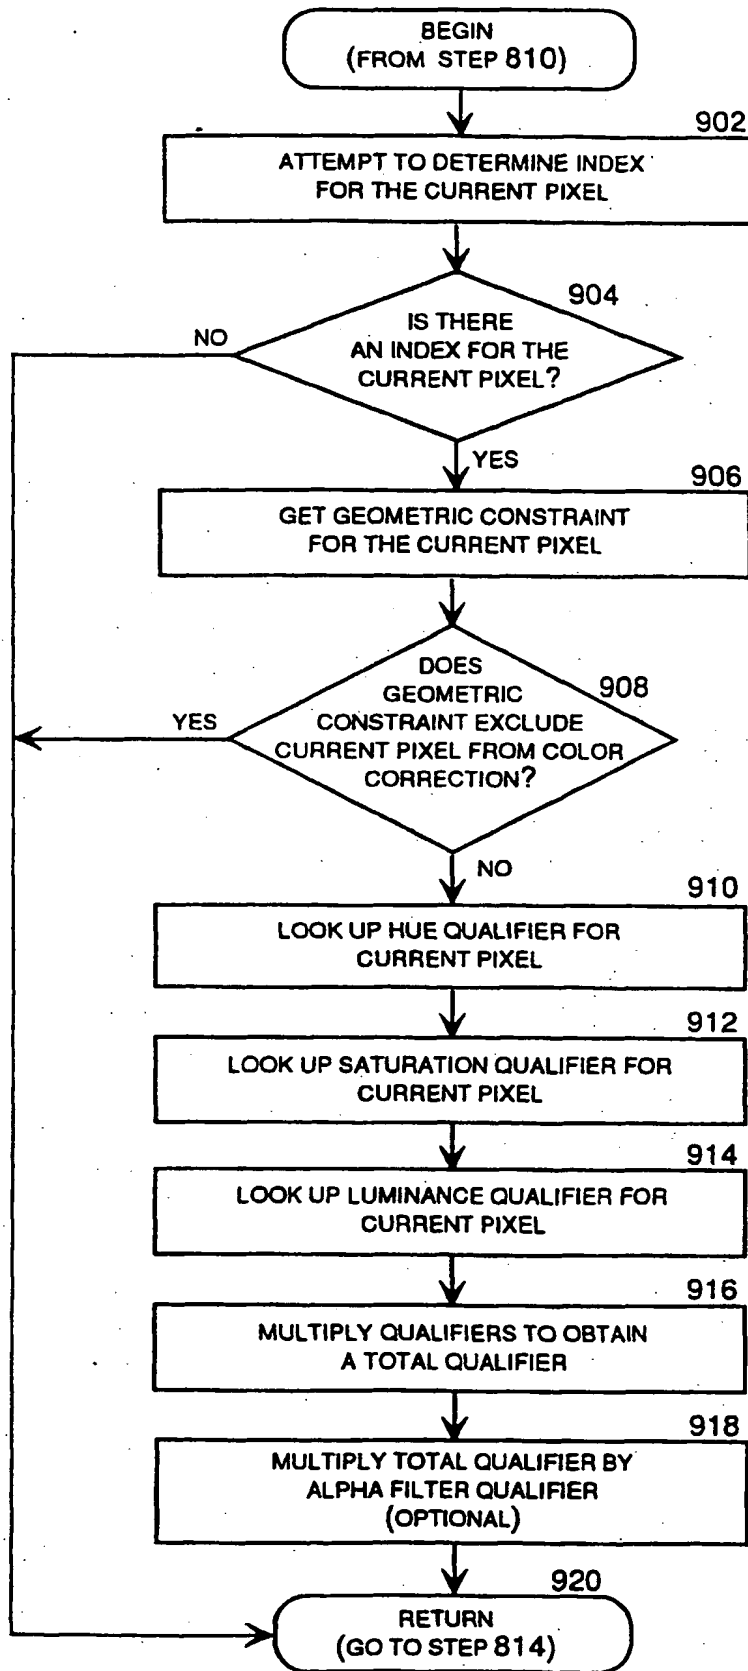 BEGIN
(FROM STEP 810)
902
ATTEMPT TO DETERMINE INDEX
FOR THE CURRENT PIXEL
904
IS THERE
AN INDEX FOR THE
CURRENT PIXEL?
NO
YES
906
GET GEOMETRIC CONSTRAINT
FOR THE CURRENT PIXEL
DOES
GEOMETRIC
908
CONSTRAINT EXCLUDE
YES
CURRENT PIXEL FROM COLOR
CORRECTION?
NO
910
LOOK UP HUE QUALIFIER FOR
CURRENT PIXEL
912
LOOK UP SATURATION QUALIFIER FOR
CURRENT PIXEL
914
LOOK UP LUMINANCE QUALIFIER FOR
CURRENT PIXEL
916
MULTIPLY QUALIFIERS TO OBTAIN
A TOTAL QUALIFIER
918
MULTIPLY TOTAL QUALIFIER BY
ALPHA FILTER QUALIFIER
(OPTIONAL)
920
RETURN
(GO TO STEP 814)